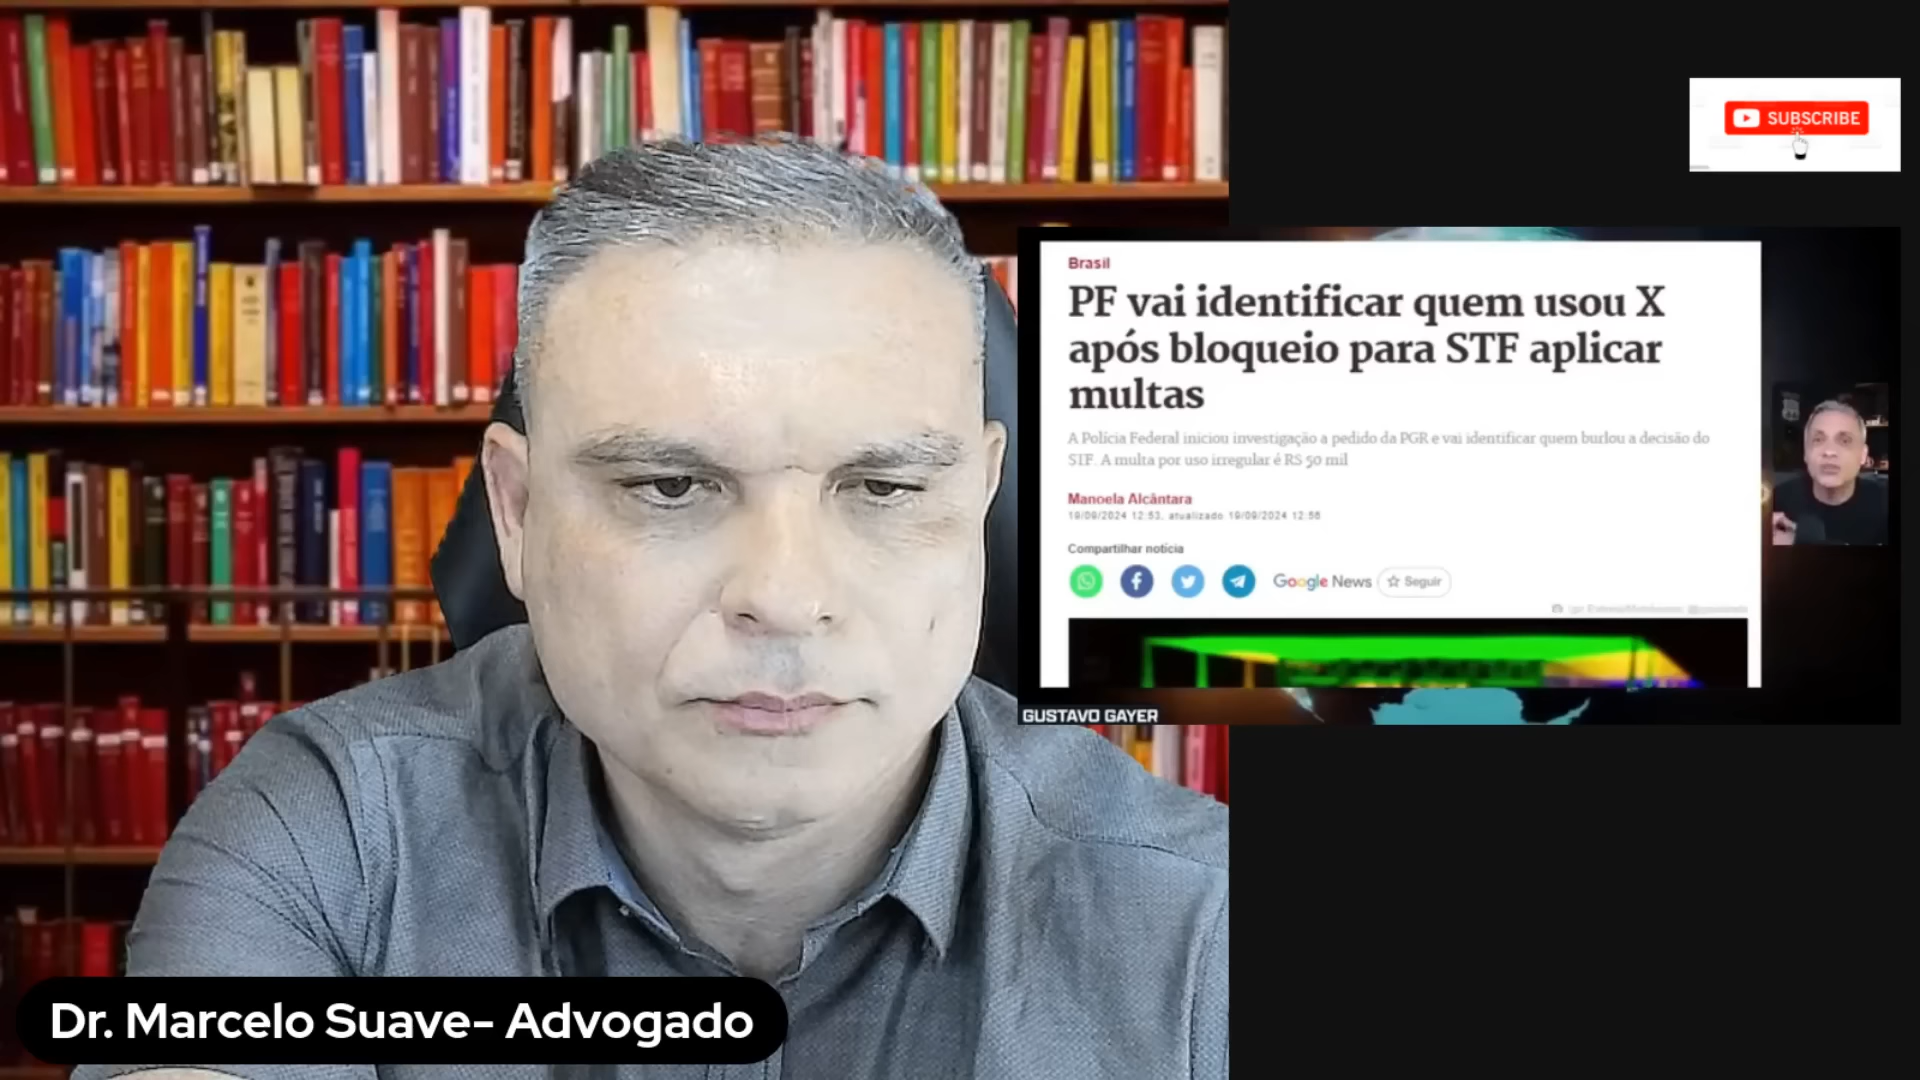 SUBSCRIBE
Brasil
PF vai identificar quem usou X
após bloqueio para STF aplicar
multas
A Polícia Federal iniciou investigação a pedido da PGR e vai identificar quem burlou a decisão do
STF. A multa por uso irregular é R$ 50 mil
Manoela Alcântara
19/09/2024 12:53, atualizado 19/09/2024 12:56
Compartilhar notícia
Google News
Seguir
GUSTAVO GAYER
Dr. Marcelo Suave- Advogado